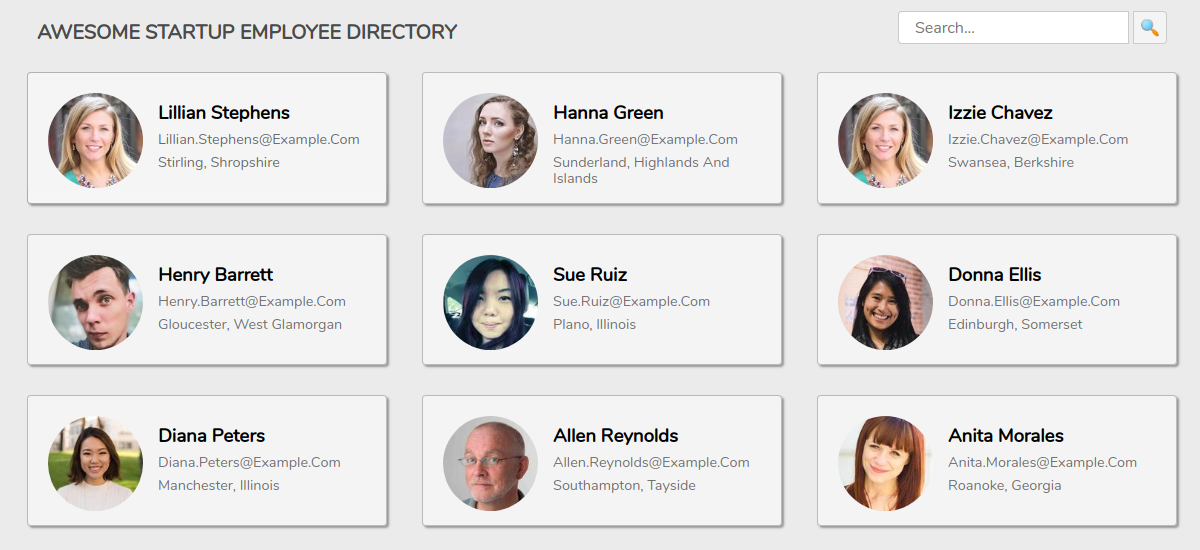 AWESOME STARTUP EMPLOYEE DIRECTORY
Search...
Lillian Stephens
Lillian.Stephens@Example.Com
Stirling, Shropshire
Hanna Green
Hanna.Green@Example.Com
Sunderland, Highlands And
Islands
Izzie Chavez
Izzie.Chavez@Example.Com
Swansea, Berkshire
Henry Barrett
Henry.Barrett@Example.Com
Gloucester, West Glamorgan
Sue Ruiz
Sue.Ruiz@Example.Com
Plano, Illinois
Donna Ellis
Donna.Ellis@Example.Com
Edinburgh, Somerset
Diana Peters
Diana.Peters@Example.Com
Manchester, Illinois
Allen Reynolds
Allen.Reynolds@Example.Com
Southampton, Tayside
Anita Morales
Anita.Morales@Example.Com
Roanoke, Georgia